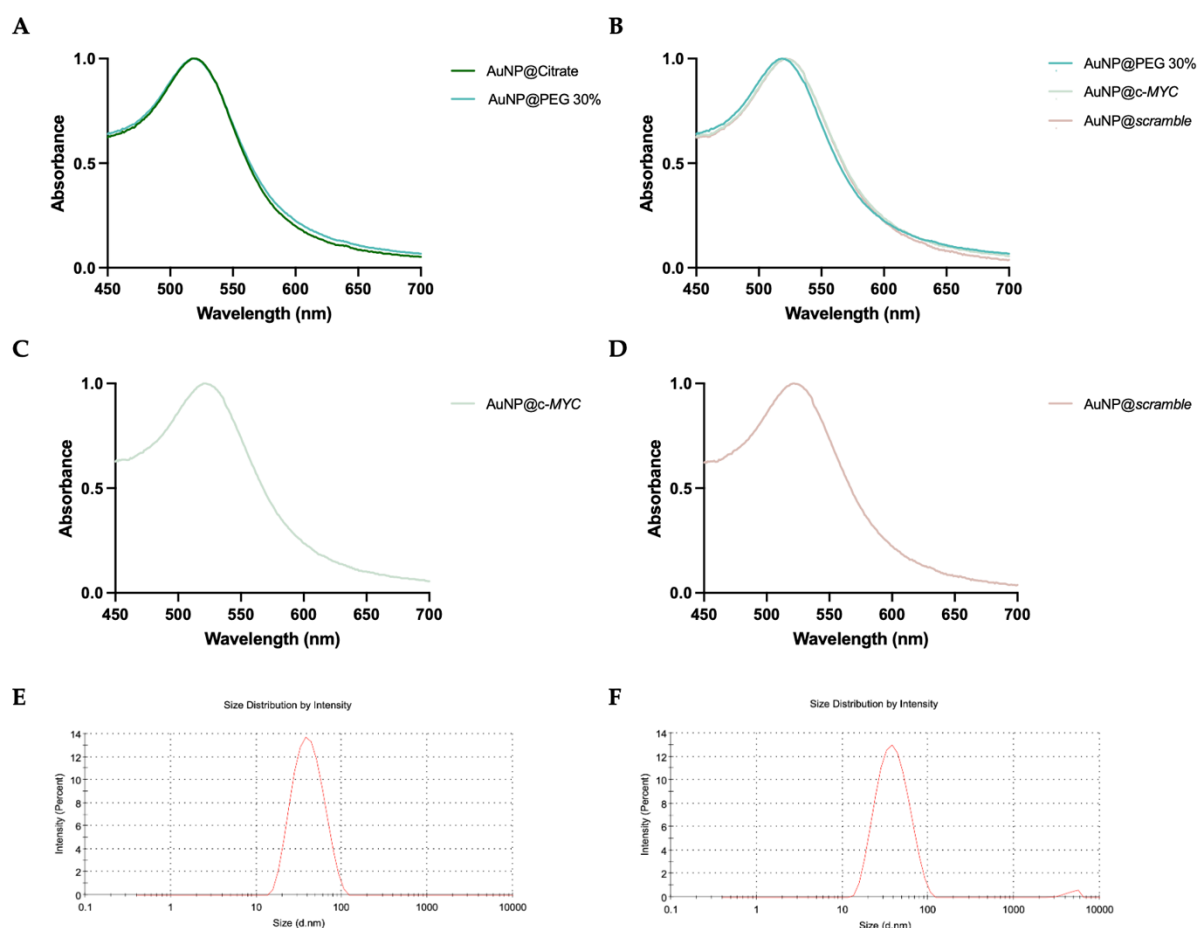 A
1.0
0.5
0.0
Absorbance
450 500 550 600 650 700
Wavelength (nm)
AuNP@Citrate
AuNP@PEG 30%
B
1.0
0.5
0.0
Absorbance
450 500 550 600 650 700
Wavelength (nm)
AuNP@PEG 30%
AuNP@c-MYC
AuNP@scramble
C
1.0
0.5
0.0
Absorbance
450 500 550 600 650 700
Wavelength (nm)
AuNP@c-MYC
D
1.0
0.5
0.0
Absorbance
450 500 550 600 650 700
Wavelength (nm)
AuNP@scramble
E
Size Distribution by Intensity
14
12
10
8
6
4
2
0
Intensity (Percent)
0.1 1 10 100 1000 10000
Size (d.nm)
F
Size Distribution by Intensity
14
12
10
8
6
4
2
0
Intensity (Percent)
0.1 1 10 100 1000 10000
Size (d.nm)